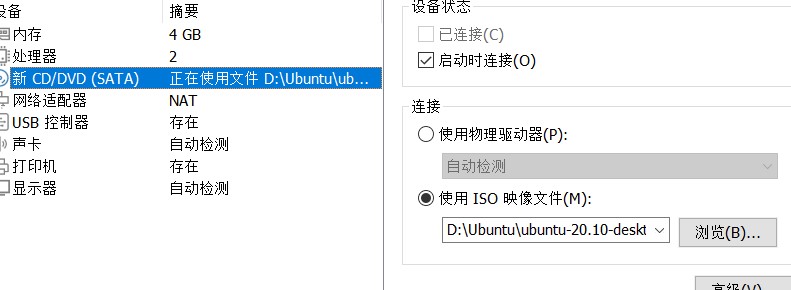 设备 摘要
内存 4 GB
处理器 2
新 CD/DVD (SATA) 正在使用文件 D:\Ubuntu\ub...
网络适配器 NAT
USB 控制器 存在
声卡 自动检测
打印机 存在
显示器 自动检测
设备状态
已连接(C)
启动时连接(O)
连接
使用物理驱动器(P):
自动检测
使用 ISO 映像文件(M):
D:\Ubuntu\ubuntu-20.10-deskt
浏览(B)...
高级(V)...